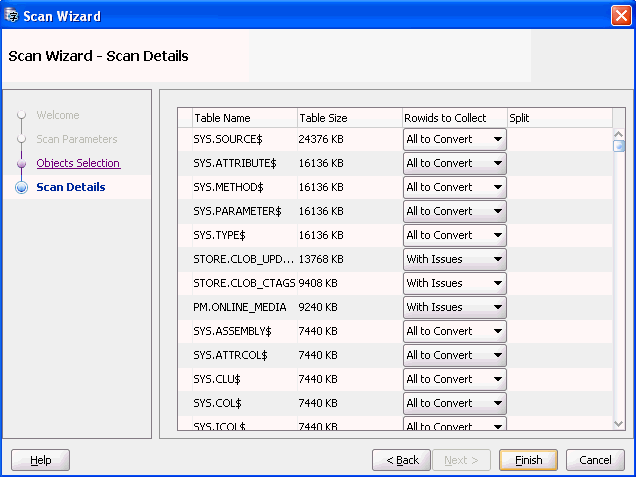 Scan Wizard
Scan Wizard - Scan Details
Welcome
Scan Parameters
Objects Selection
Scan Details
Table Name Table Size Rowids to Collect Split
SYS.SOURCE$ 24376 KB All to Convert
SYS.ATTRIBUTE$ 16136 KB All to Convert
SYS.METHOD$ 16136 KB All to Convert
SYS.PARAMETER$ 16136 KB All to Convert
SYS.TYPE$ 16136 KB All to Convert
STORE.CLOB_UPD... 13768 KB With Issues
STORE.CLOB_CTAGS 9408 KB With Issues
PM.ONLINE_MEDIA 9240 KB With Issues
SYS.ASSEMBLY$ 7440 KB All to Convert
SYS.ATTRCOL$ 7440 KB All to Convert
SYS.CLU$ 7440 KB All to Convert
SYS.COL$ 7440 KB All to Convert
SYS.ICOL$ 7440 KB All to Convert
Help < Back Next > Finish Cancel